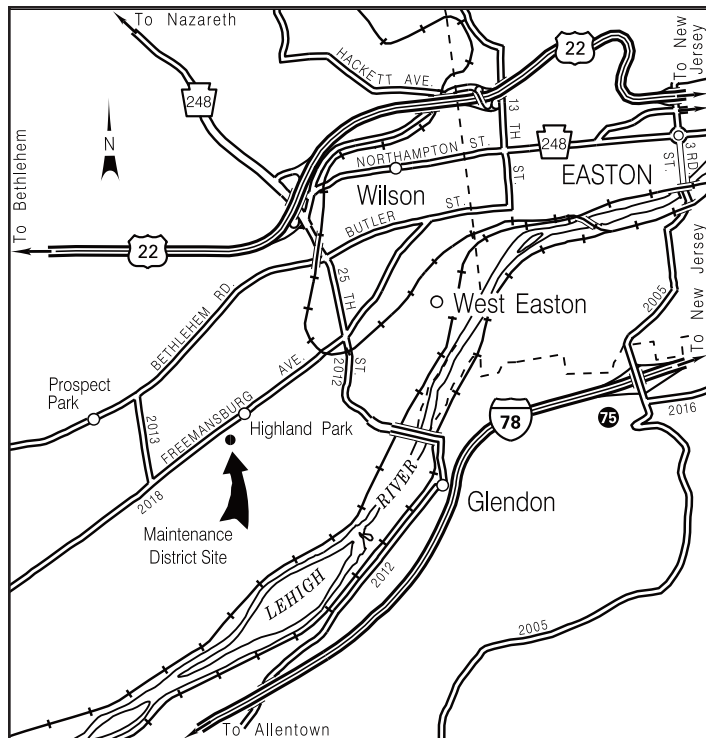 To Nazareth
HACKETT AVE.
22
To New
Jersey
248
13 TH
ST.
248
3RD
ST.
N
NORTHAMPTON ST.
Wilson
EASTON
To Bethlehem
22
BUTLER ST.
25 TH
ST.
2012
West Easton
2005
To New Jersey
BETHLEHEM RD.
Prospect
Park
2013
FREEMANSBURG AVE.
Highland Park
78
75
2016
2018
Maintenance
District Site
Glendon
LEHIGH
RIVER
2012
2005
To Allentown